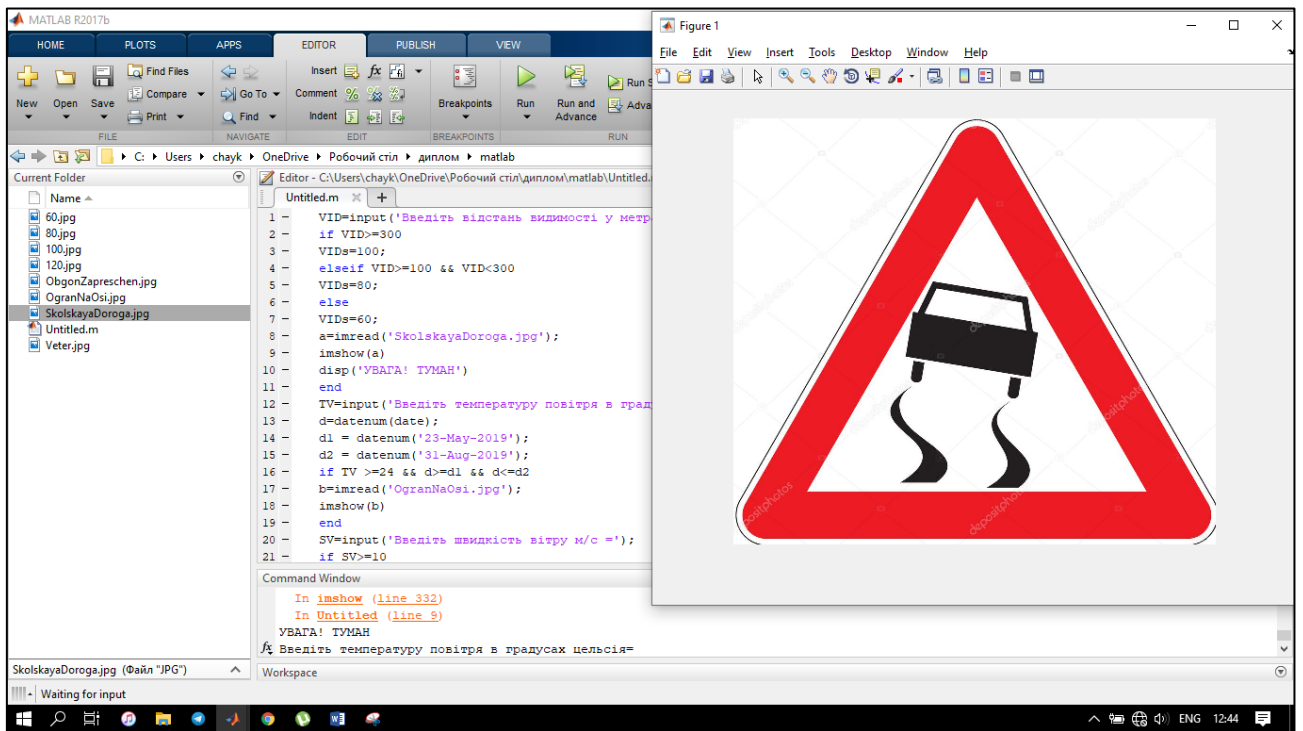 MATLAB R2017b
HOME PLOTS APPS EDITOR PUBLISH VIEW
New Open Save Find Files Compare Print
FILE
Go To Find
NAVIGATE
Insert fx
Comment
Indent
EDIT
Breakpoints
BREAKPOINTS
Run Run and Advance
RUN
C: Users chayk OneDrive Робочий стіл диплом matlab
Current Folder
Name
60.jpg
80.jpg
100.jpg
120.jpg
ObgonZapreschen.jpg
OgranNaOsi.jpg
SkolskayaDoroga.jpg
Untitled.m
Veter.jpg
SkolskayaDoroga.jpg (Файл "JPG")
Editor - C:\Users\chayk\OneDrive\Робочий стіл\диплом\matlab\Untitled.
Untitled.m
1 - VID=input('Введіть відстань видимості у метр
2 - if VID>=300
3 - VIDs=100;
4 - elseif VID>=100 && VID<300
5 - VIDs=80;
6 - else
7 - VIDs=60;
8 - a=imread('SkolskayaDoroga.jpg');
9 - imshow(a)
10 - disp('УВАГА! ТУМАН')
11 - end
12 - TV=input('Введіть температуру повітря в град
13 - d=datenum(date);
14 - d1 = datenum('23-May-2019');
15 - d2 = datenum('31-Aug-2019');
16 - if TV >=24 && d>=d1 && d<=d2
17 - b=imread('OgranNaOsi.jpg');
18 - imshow(b)
19 - end
20 - SV=input('Введіть швидкість вітру м/с =');
21 - if SV>=10
Command Window
In imshow (line 332)
In Untitled (line 9)
УВАГА! ТУМАН
fx Введіть температуру повітря в градусах цельсія=
Workspace
Waiting for input
Figure 1
File Edit View Insert Tools Desktop Window Help
depositphotos
depositphotos
depositphotos
depositphotos
depositphotos
ENG 12:44